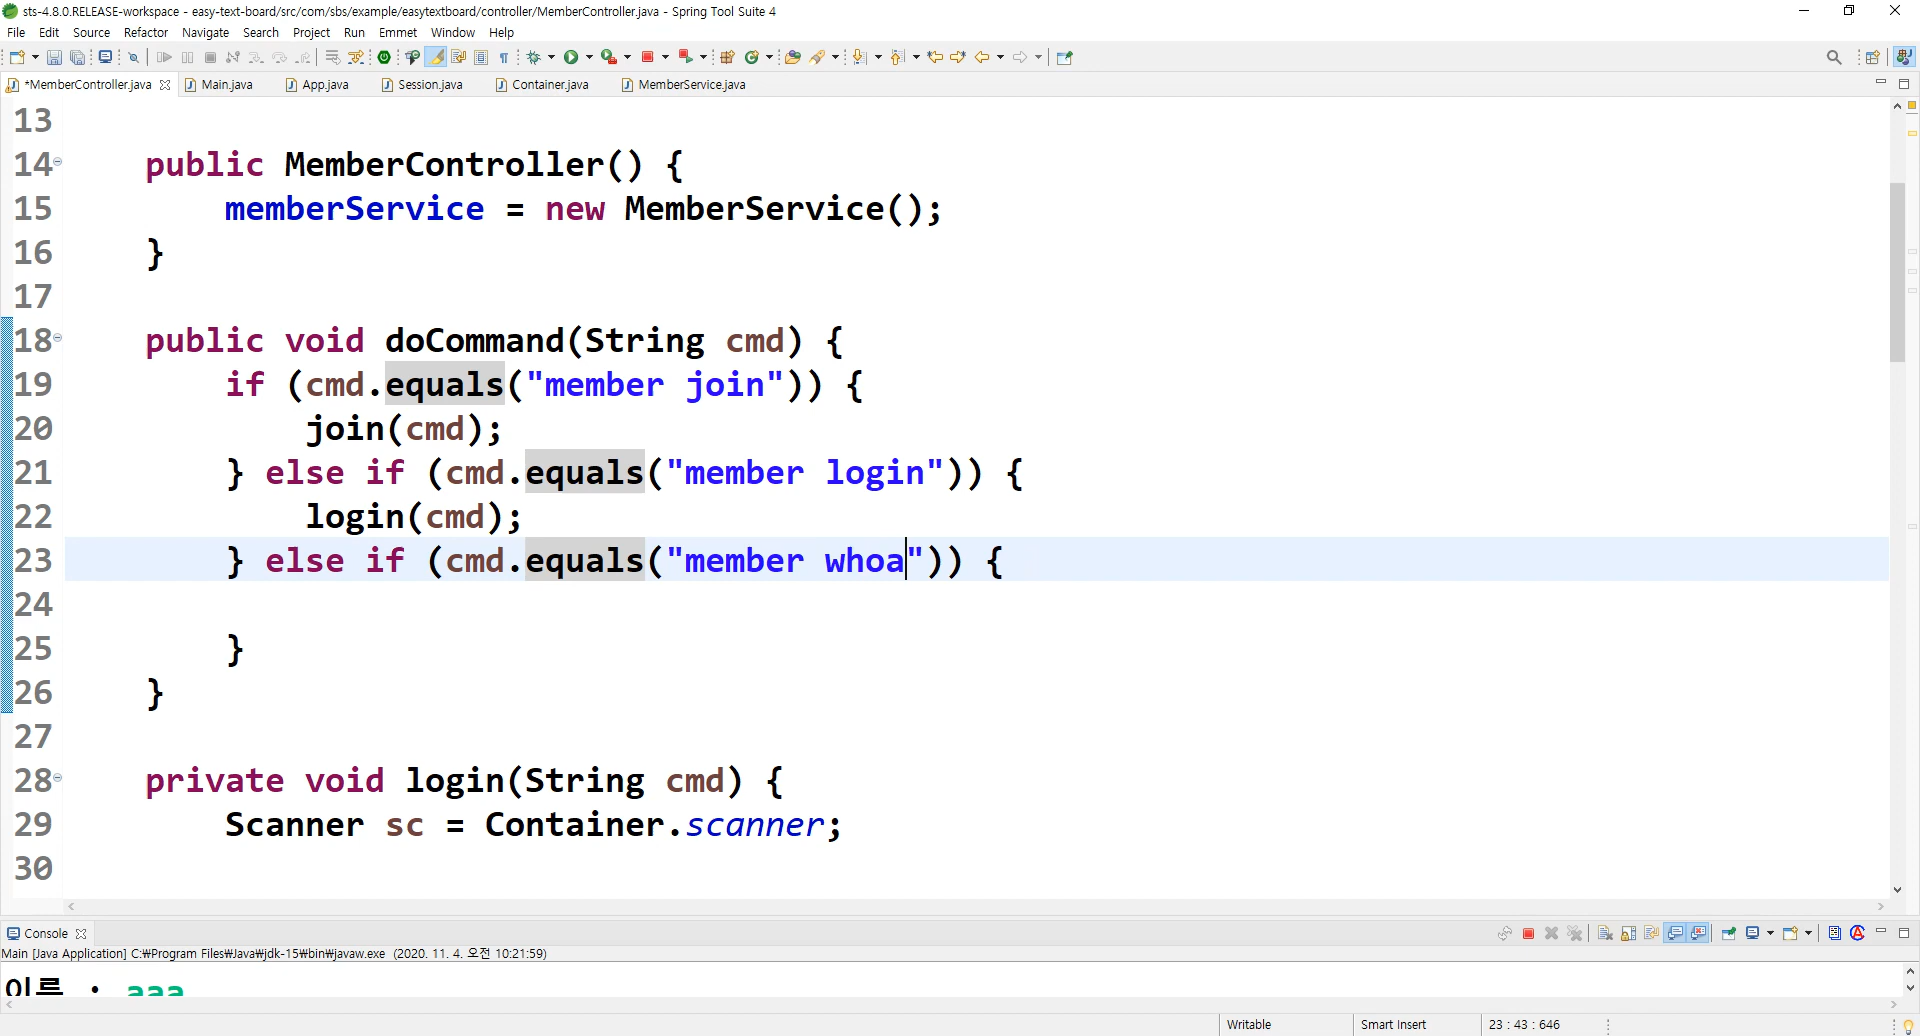 sts-4.8.0.RELEASE-workspace - easy-text-board/src/com/sbs/example/easytextboard/controller/MemberController.java - Spring Tool Suite 4
File Edit Source Refactor Navigate Search Project Run Emmet Window Help
*MemberController.java Main.java App.java Session.java Container.java MemberService.java
13
14 public MemberController() {
15 memberService = new MemberService();
16 }
17
18 public void doCommand(String cmd) {
19 if (cmd.equals("member join")) {
20 join(cmd);
21 } else if (cmd.equals("member login")) {
22 login(cmd);
23 } else if (cmd.equals("member whoa")) {
24
25 }
26 }
27
28 private void login(String cmd) {
29 Scanner sc = Container.scanner;
30
Console
Main [Java Application] C:₩Program Files₩Java₩jdk-15₩bin₩javaw.exe (2020. 11. 4. 오전 10:21:59)
이름 : aaa
Writable Smart Insert 23 : 43 : 646